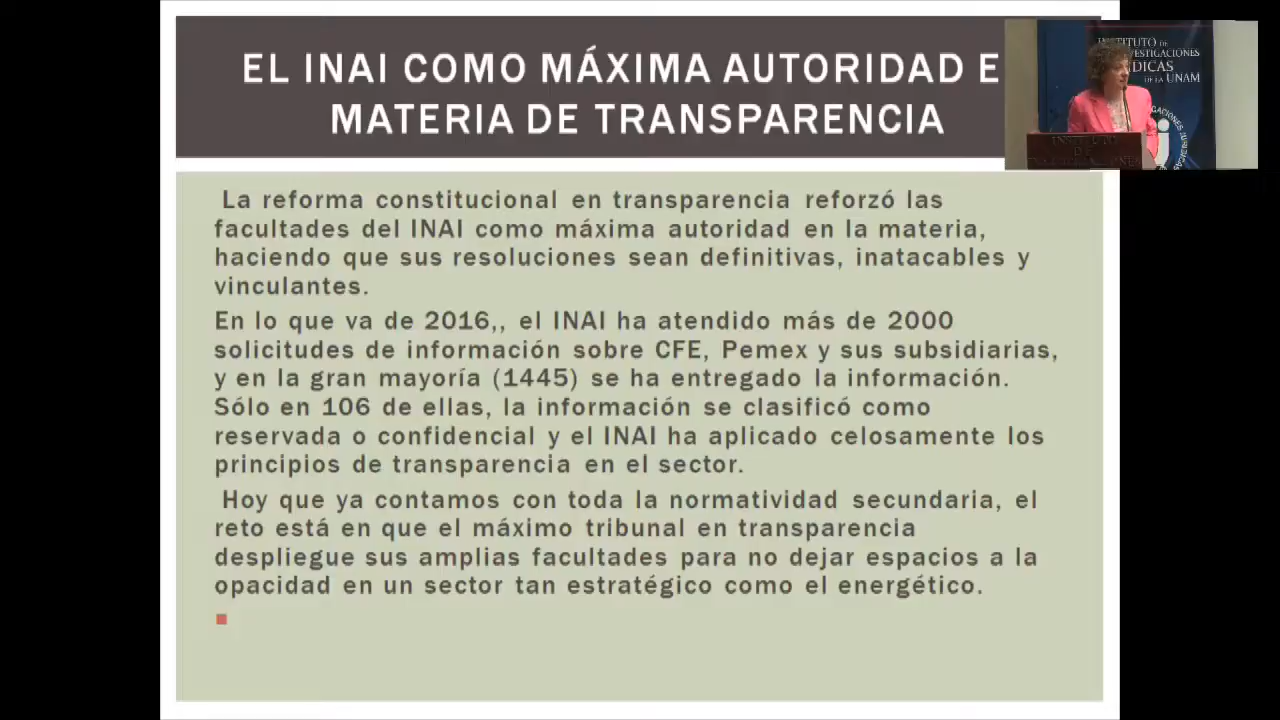 EL INAI COMO MÁXIMA AUTORIDAD E
MATERIA DE TRANSPARENCIA
INSTITUTO DE
VESTIGACIONES
DICAS
DE LA UNAM
INSTITUTO
DE
La reforma constitucional en transparencia reforzó las
facultades del INAI como máxima autoridad en la materia,
haciendo que sus resoluciones sean definitivas, inatacables y
vinculantes.
En lo que va de 2016,, el INAI ha atendido más de 2000
solicitudes de información sobre CFE, Pemex y sus subsidiarias,
y en la gran mayoría (1445) se ha entregado la información.
Sólo en 106 de ellas, la información se clasificó como
reservada o confidencial y el INAI ha aplicado celosamente los
principios de transparencia en el sector.
Hoy que ya contamos con toda la normatividad secundaria, el
reto está en que el máximo tribunal en transparencia
despliegue sus amplias facultades para no dejar espacios a la
opacidad en un sector tan estratégico como el energético.